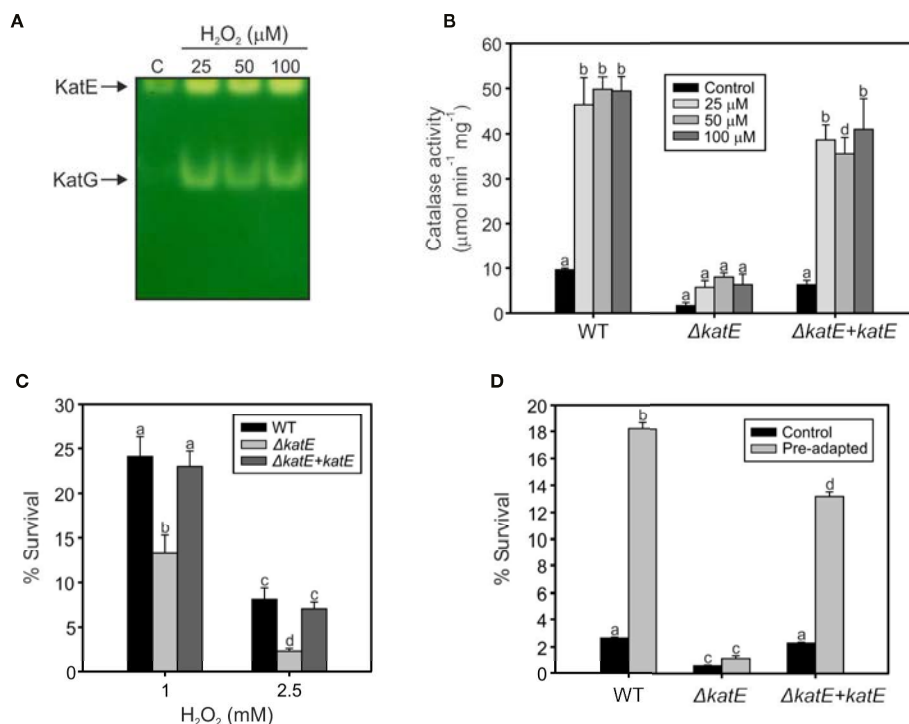 A
H₂O₂ (μM)
C 25 50 100
KatE
KatG
B
Catalase activity
(μmol min⁻¹ mg⁻¹)
60
50
40
30
20
10
0
Control
25 μM
50 μM
100 μM
a b b b
a a a a
a b d b
WT ΔkatE ΔkatE+katE
C
% Survival
30
25
20
15
10
5
0
WT
ΔkatE
ΔkatE+katE
a b a
c d c
1 2.5
H₂O₂ (mM)
D
% Survival
20
18
16
14
12
10
8
6
4
2
0
Control
Pre-adapted
a b
c c
a d
WT ΔkatE ΔkatE+katE